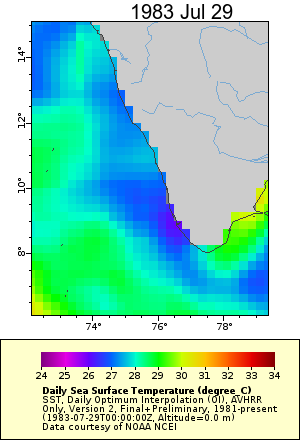 1983 Jul 29
14°
12°
10°
8°
74° 76° 78°
24 25 26 27 28 29 30 31 32 33 34
Daily Sea Surface Temperature (degree_C)
SST, Daily Optimum Interpolation (OI), AVHRR
Only, Version 2, Final+Preliminary, 1981-present
(1983-07-29T00:00:00Z, Altitude=0.0 m)
Data courtesy of NOAA NCEI